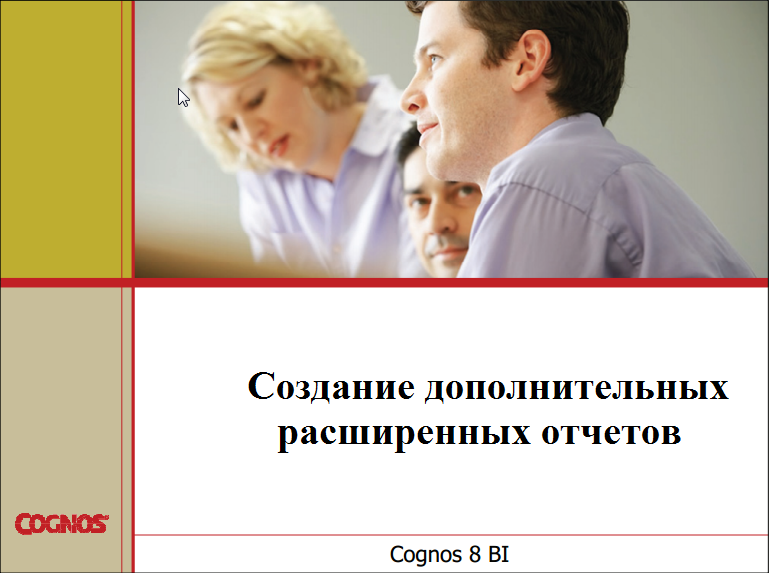 Создание дополнительных
расширенных отчетов
COGNOS
Cognos 8 BI